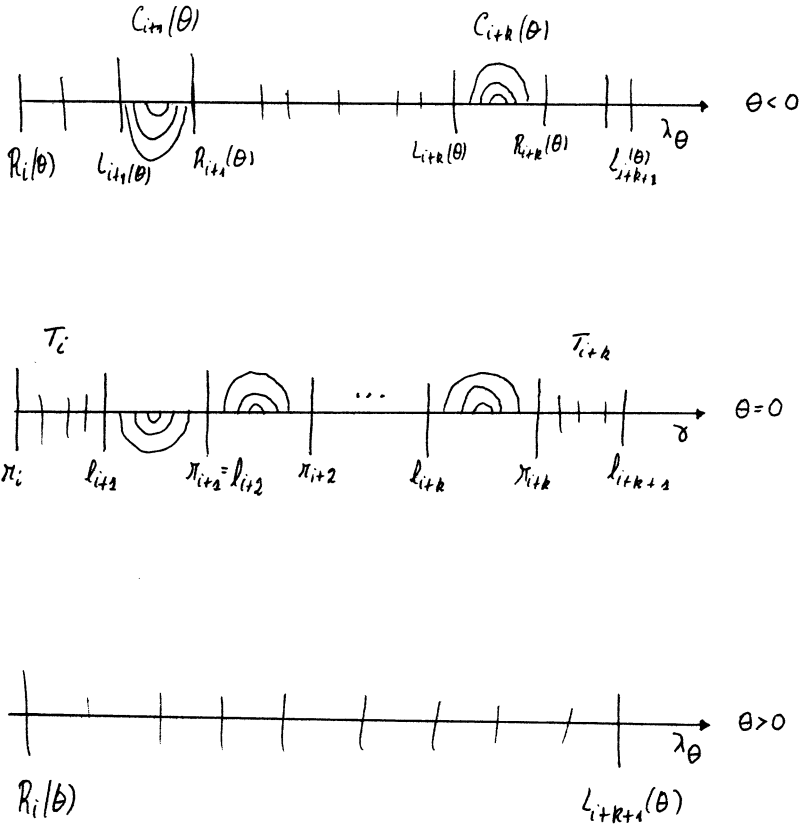 C_{i+1}(θ) C_{i+k}(θ)
θ<0
λ_θ
R_i(θ) L_{i+1}(θ) R_{i+1}(θ) L_{i+k}(θ) R_{i+k}(θ) L_{i+k+1}(θ)
T_i T_{i+k}
...
θ=0
γ
r_i l_{i+1} r_{i+1}=l_{i+2} r_{i+2} l_{i+k} r_{i+k} l_{i+k+1}
θ>0
λ_θ
R_i(θ) L_{i+k+1}(θ)